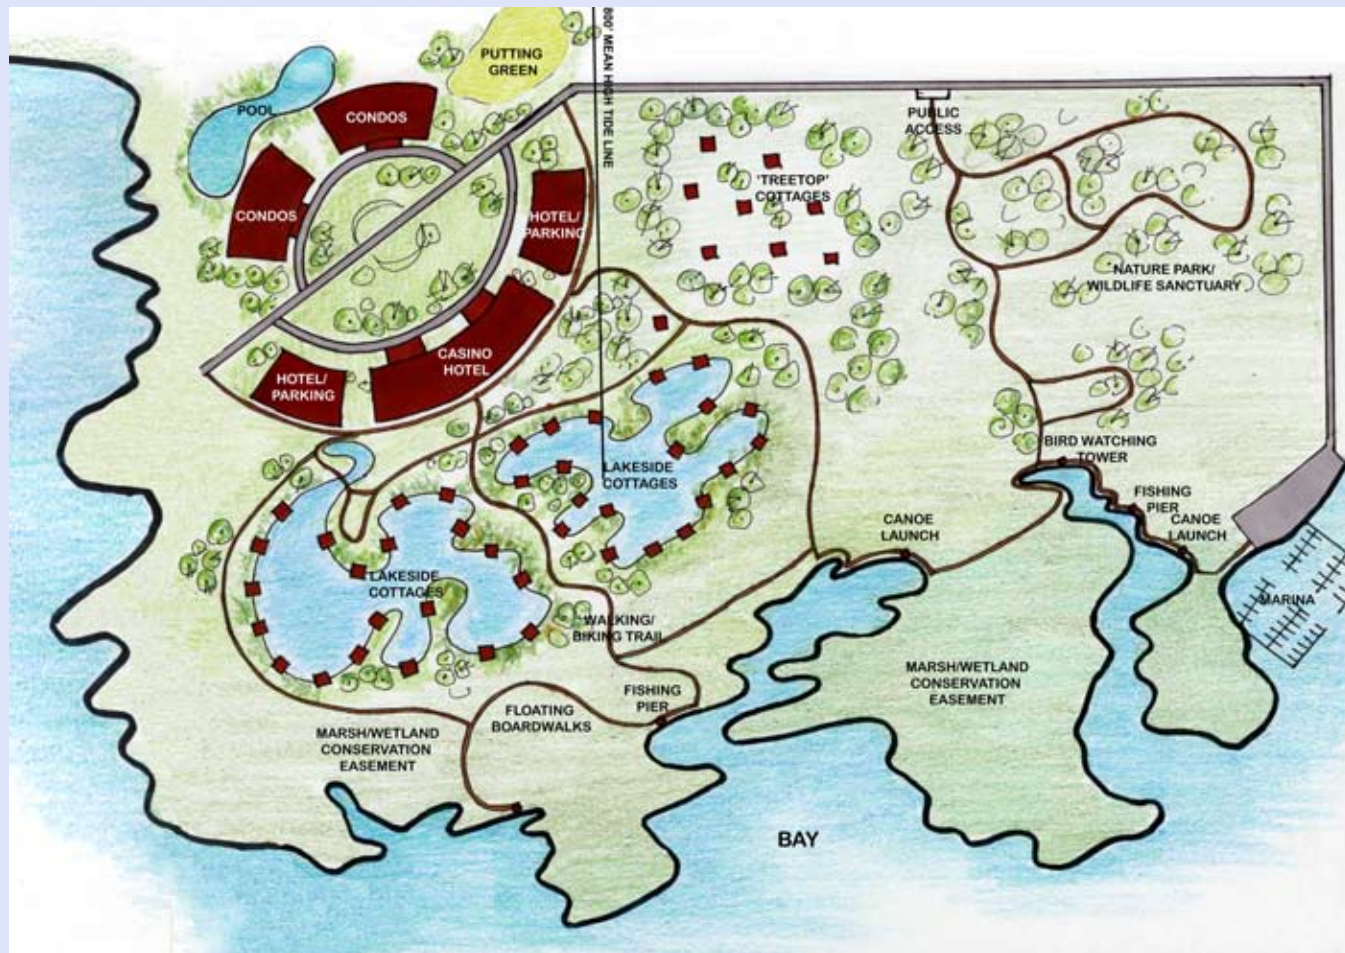 800' MEAN HIGH TIDE LINE
PUTTING
GREEN
POOL
CONDOS
CONDOS
HOTEL/
PARKING
CASINO
HOTEL
HOTEL/
PARKING
'TREETOP'
COTTAGES
PUBLIC
ACCESS
NATURE PARK/
WILDLIFE SANCTUARY
BIRD WATCHING
TOWER
FISHING
PIER
CANOE
LAUNCH
MARINA
LAKESIDE
COTTAGES
CANOE
LAUNCH
LAKESIDE
COTTAGES
WALKING/
BIKING TRAIL
FISHING
PIER
FLOATING
BOARDWALKS
MARSH/WETLAND
CONSERVATION
EASEMENT
MARSH/WETLAND
CONSERVATION
EASEMENT
BAY